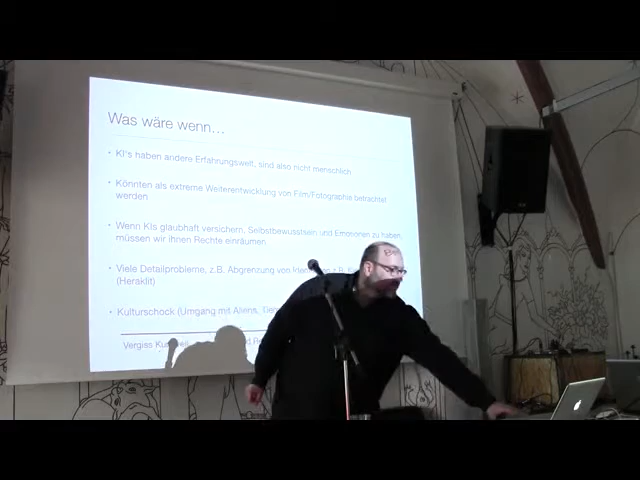 Was wäre wenn…
• KI's haben andere Erfahrungswelt, sind also nicht menschlich
• Könnten als extreme Weiterentwicklung von Film/Fotographie betrachtet
werden
• Wenn KIs glaubhaft versichern, Selbstbewusstsein und Emotionen zu haben,
müssen wir ihnen Rechte einräumen.
• Viele Detailprobleme, z.B. Abgrenzung von
(Heraklit)
• Kulturschock (Umgang mit Aliens,
Vergiss